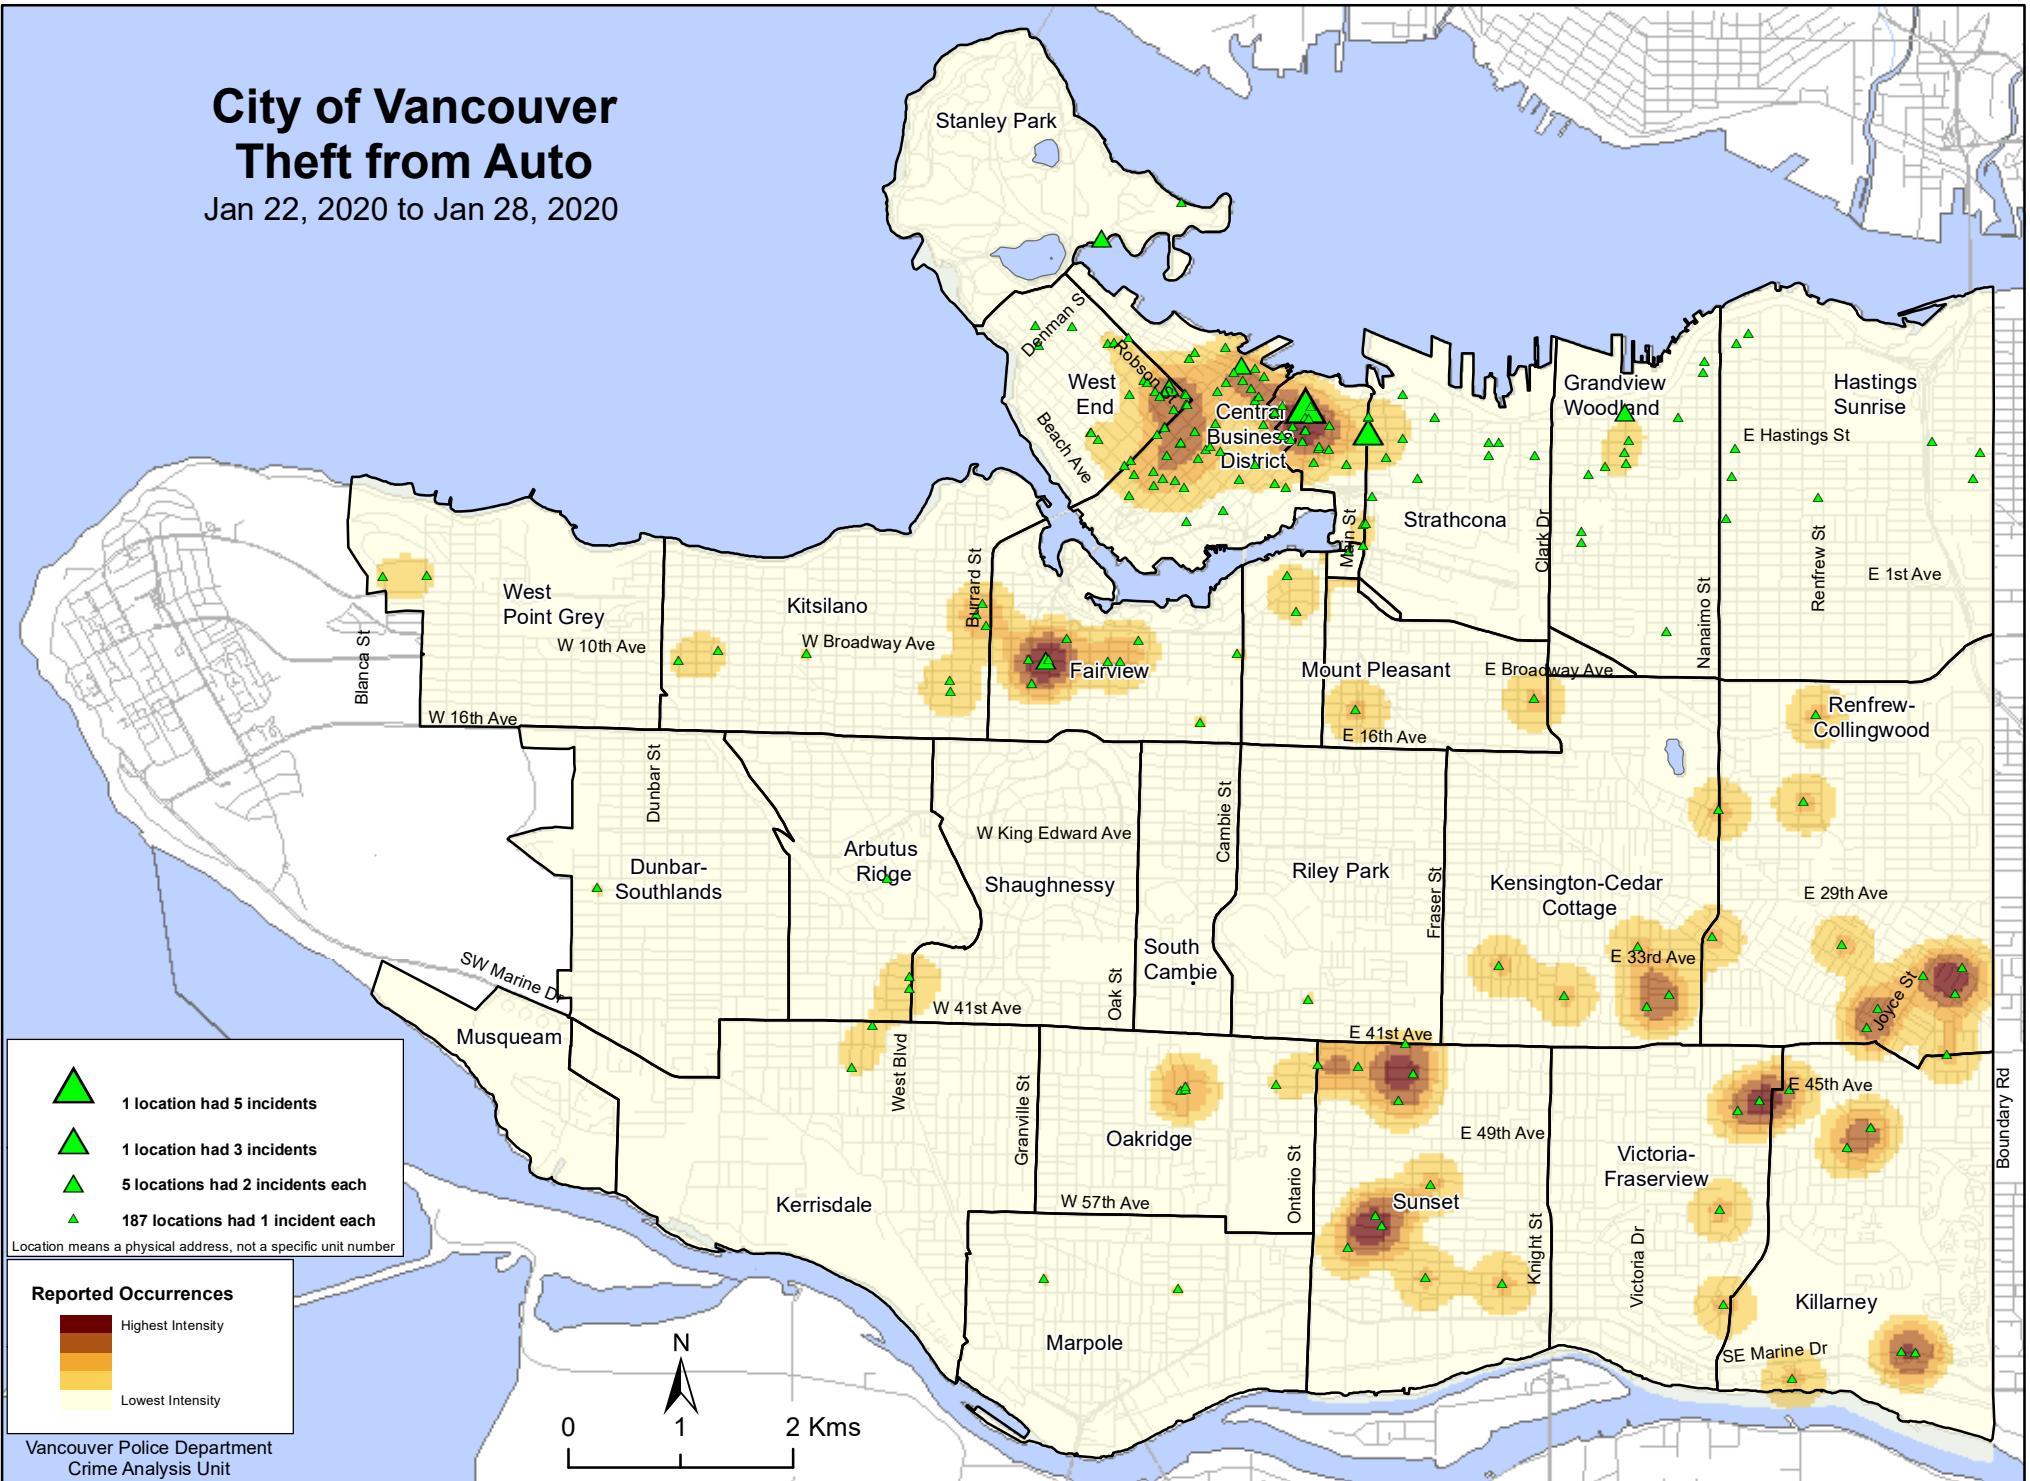 City of Vancouver
Theft from Auto
Jan 22, 2020 to Jan 28, 2020
Stanley Park
Denman St
Robson St
West
End
Beach Ave
Central
Business
District
Grandview
Woodland
Hastings
Sunrise
E Hastings St
Strathcona
Main St
Clark Dr
Nanaimo St
Renfrew St
E 1st Ave
West
Point Grey
W 10th Ave
Blanca St
W 16th Ave
Kitsilano
W Broadway Ave
Burrard St
Fairview
Mount Pleasant
E Broadway Ave
E 16th Ave
Renfrew-
Collingwood
Dunbar St
Dunbar-
Southlands
Arbutus
Ridge
W King Edward Ave
Shaughnessy
Cambie St
South
Cambie
Oak St
Riley Park
Fraser St
Kensington-Cedar
Cottage
E 29th Ave
E 33rd Ave
Joyce St
SW Marine Dr
Musqueam
W 41st Ave
E 41st Ave
West Blvd
Granville St
Oakridge
Ontario St
E 49th Ave
E 45th Ave
Boundary Rd
Victoria-
Fraserview
Kerrisdale
W 57th Ave
Sunset
Knight St
Victoria Dr
Killarney
Marpole
SE Marine Dr
1 location had 5 incidents
1 location had 3 incidents
5 locations had 2 incidents each
187 locations had 1 incident each
Location means a physical address, not a specific unit number
Reported Occurrences
Highest Intensity
Lowest Intensity
Vancouver Police Department
Crime Analysis Unit
N
0 1 2 Kms